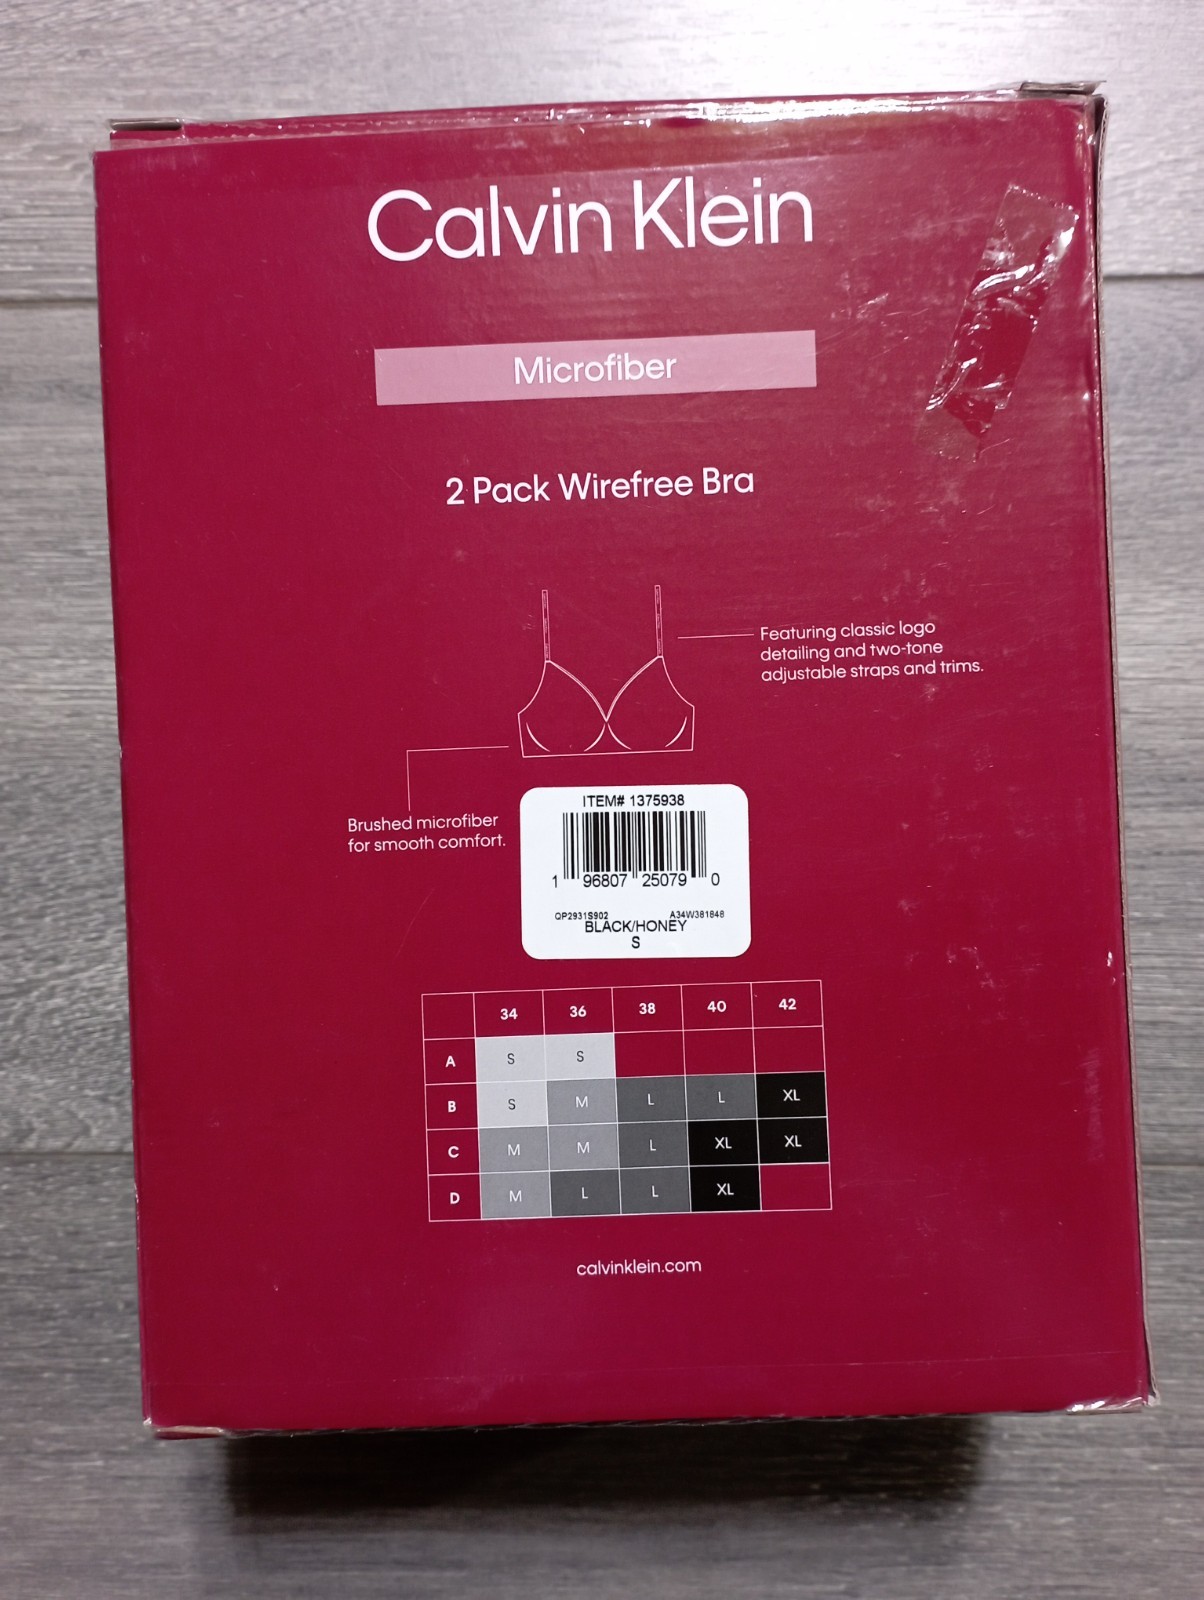 Calvin Klein
Microfiber
2 Pack Wirefree Bra
Featuring classic logo
detailing and two-tone
adjustable straps and trims.
Brushed microfiber
for smooth comfort.
ITEM# 1375938
1 96807 25079 0
QP2931S902 A34W381848
BLACK/HONEY
S
34 36 38 40 42
A S S
B S M L L XL
C M M L XL XL
D M L L XL
calvinklein.com